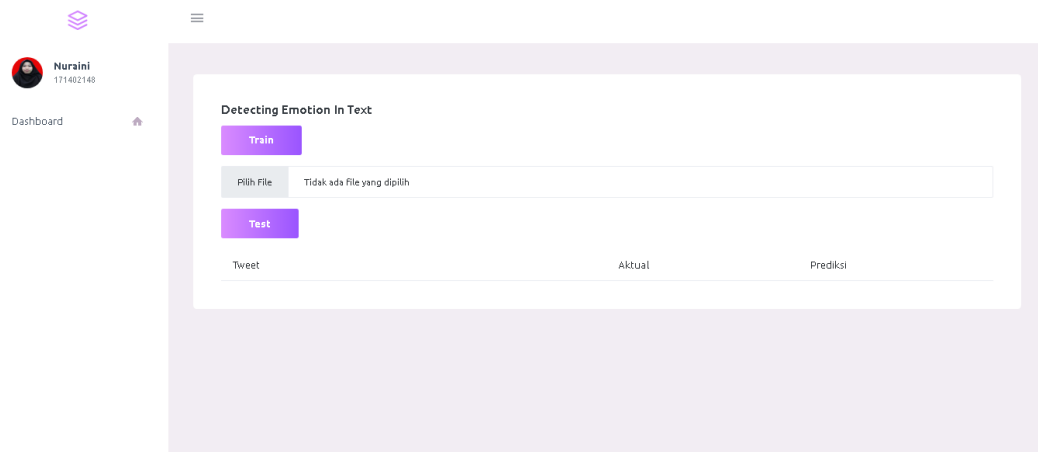 Nuraini
171402148
Dashboard
Detecting Emotion In Text
Train
Pilih File Tidak ada file yang dipilih
Test
Tweet Aktual Prediksi